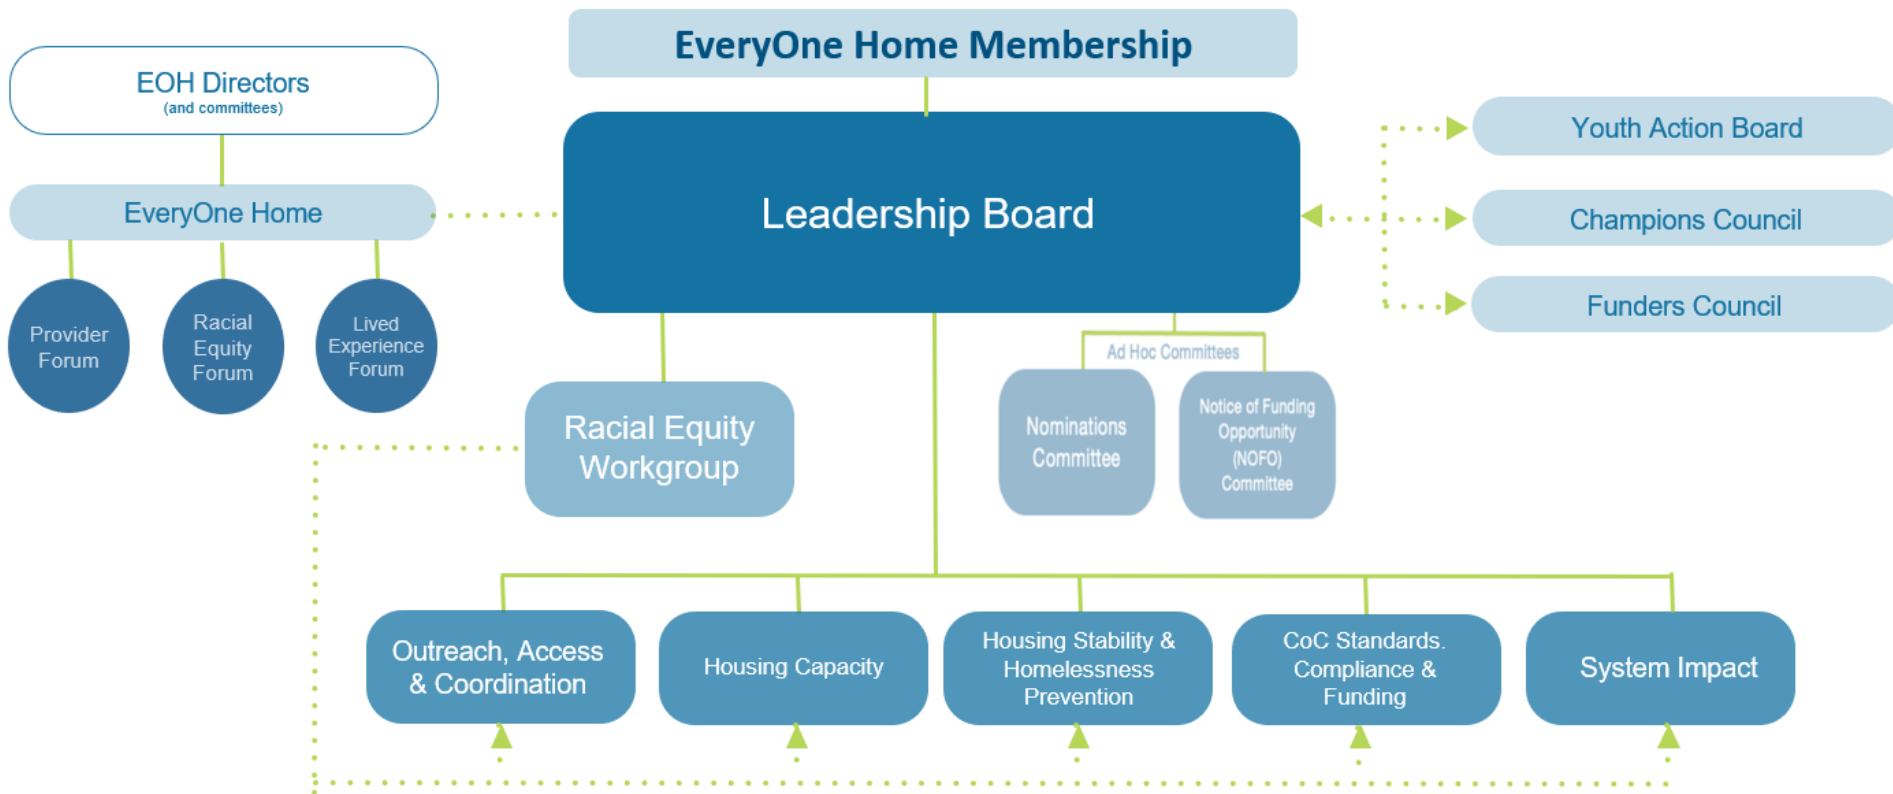 EveryOne Home Membership
EOH Directors
(and committees)
EveryOne Home
Provider
Forum
Racial
Equity
Forum
Lived
Experience
Forum
Leadership Board
Youth Action Board
Champions Council
Funders Council
Ad Hoc Committees
Racial Equity
Workgroup
Nominations
Committee
Notice of Funding
Opportunity
(NOFO)
Committee
Outreach, Access
& Coordination
Housing Capacity
Housing Stability &
Homelessness
Prevention
CoC Standards.
Compliance &
Funding
System Impact